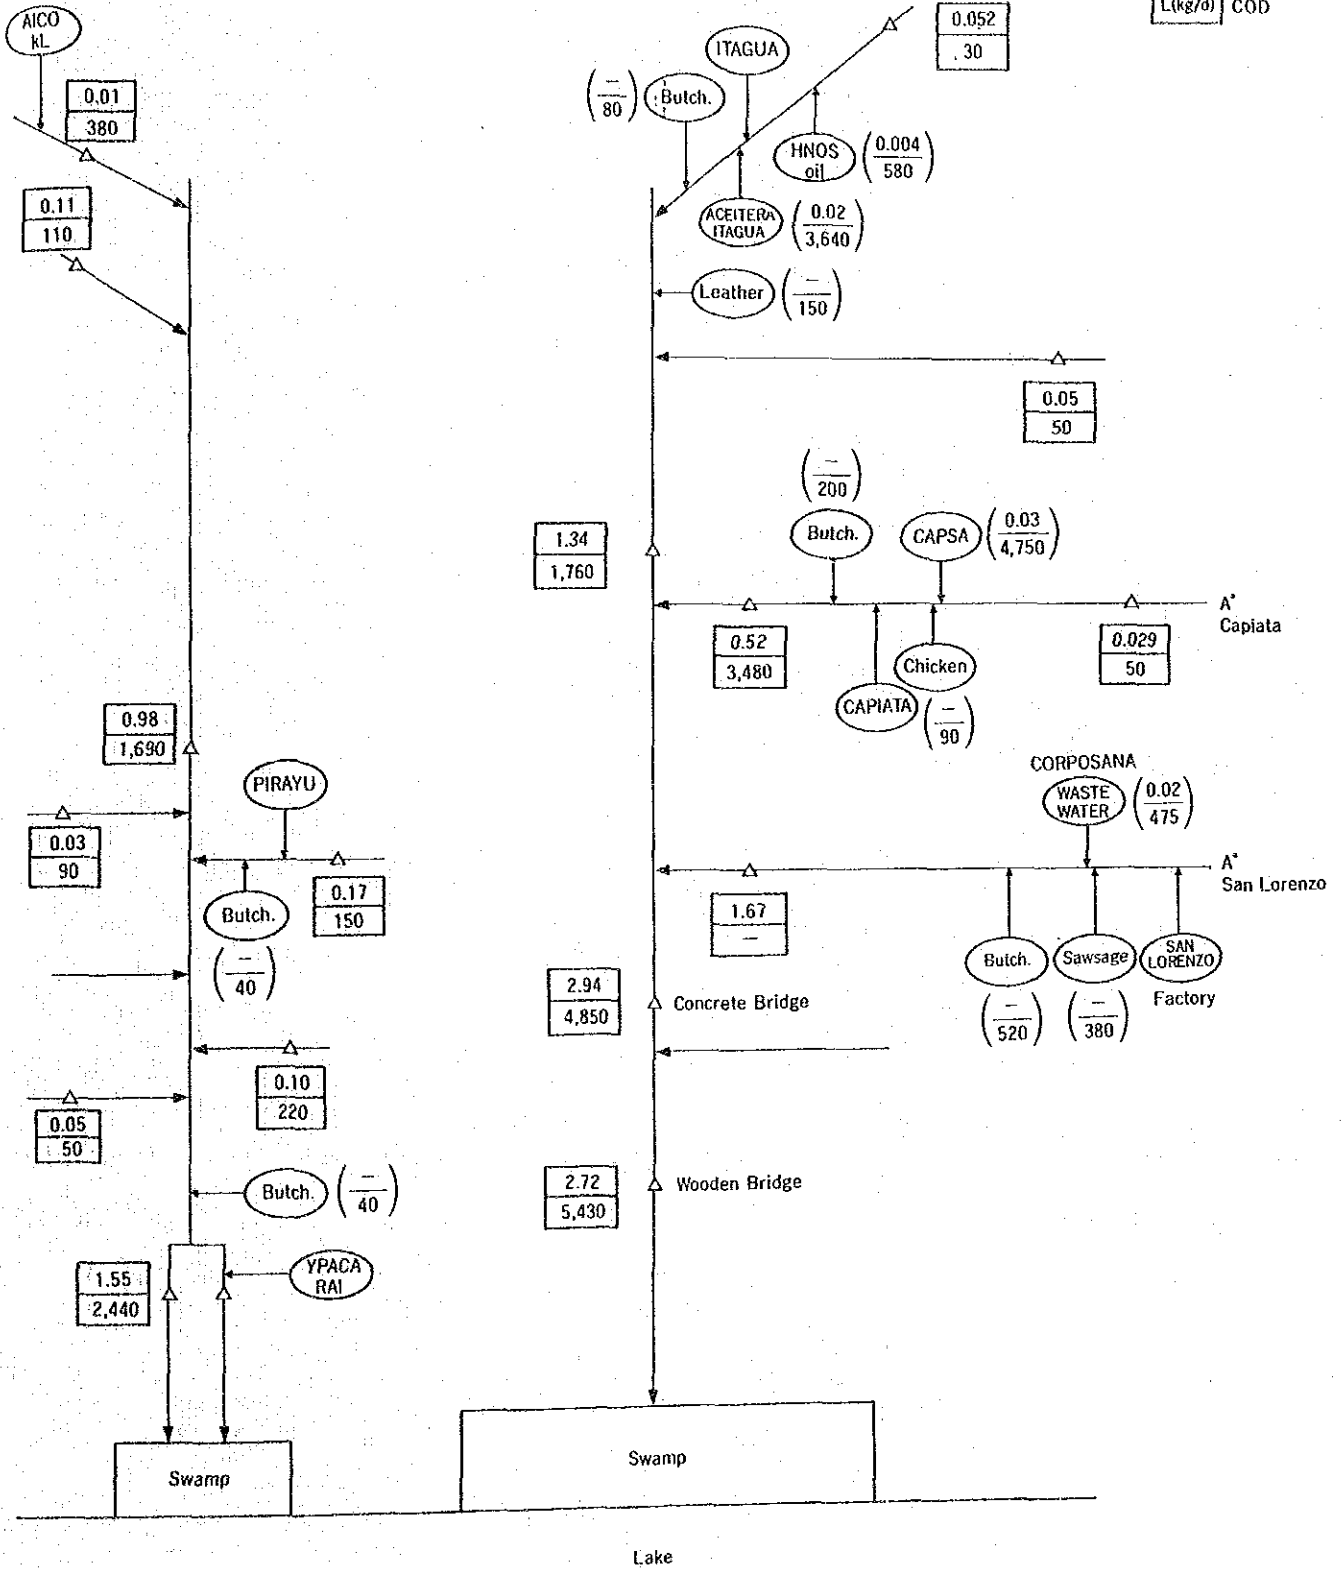 L(kg/d) COD
AICO
kL
0.01
380
0.11
110
0.052
30
ITAGUA
Butch.
(—/80)
HNOS
oil
(0.004/580)
ACEITERA
ITAGUA
(0.02/3,640)
Leather
(—/150)
0.05
50
(—/200)
Butch.
CAPSA
(0.03/4,750)
1.34
1,760
A°
Capiata
0.52
3,480
Chicken
0.029
50
CAPIATA
(—/90)
0.98
1,690
PIRAYU
CORPOSANA
WASTE
WATER
(0.02/475)
0.03
90
0.17
150
Butch.
(—/40)
A°
San Lorenzo
1.67
—
Butch.
Sawsage
SAN
LORENZO
Factory
(—/520)
(—/380)
2.94
4,850
Concrete Bridge
0.10
220
0.05
50
Butch.
(—/40)
2.72
5,430
Wooden Bridge
YPACA
RAI
1.55
2,440
Swamp
Swamp
Lake